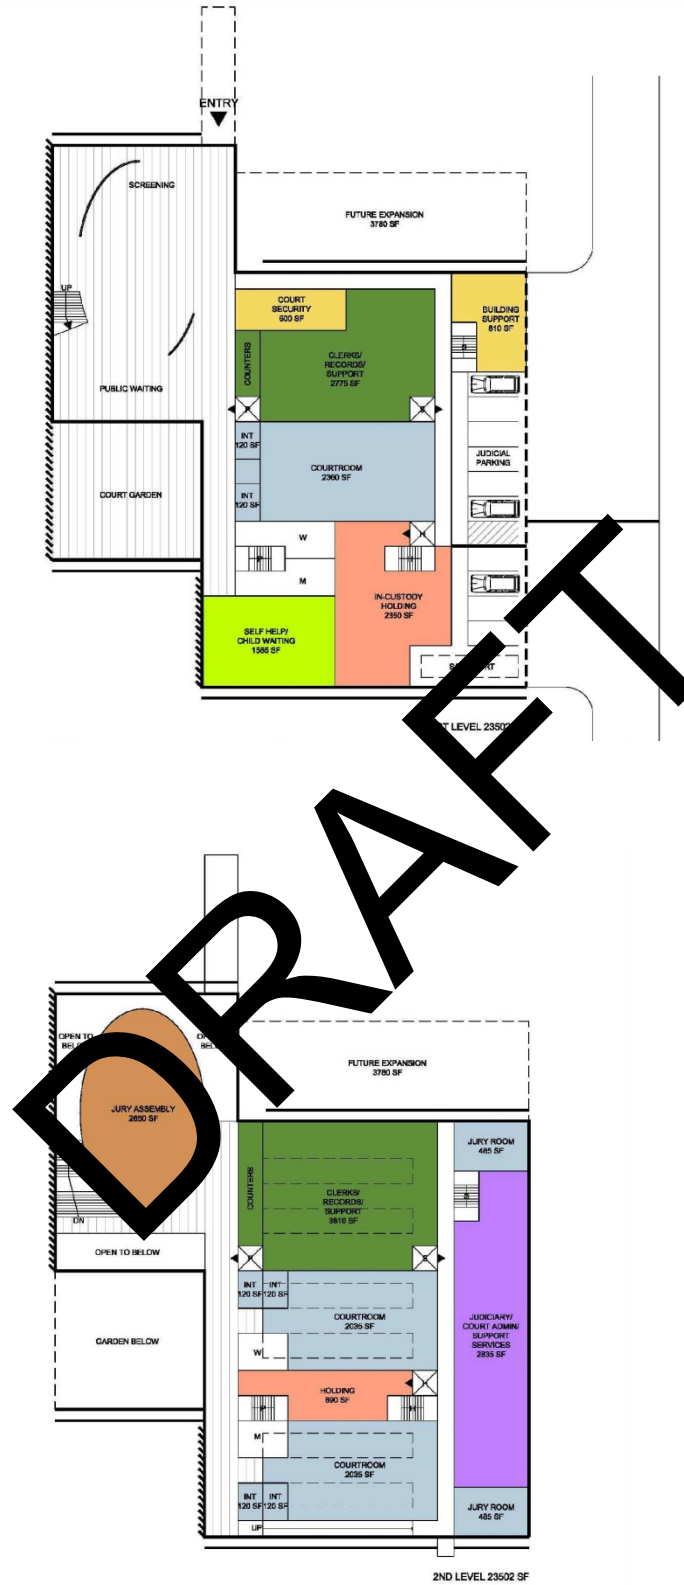 ENTRY
SCREENING
FUTURE EXPANSION
3780 SF
UP
COURT
SECURITY
600 SF
BUILDING
SUPPORT
810 SF
S
COUNTERS
CLERKS/
RECORDS/
SUPPORT
2775 SF
PUBLIC WAITING
P
S
INT
120 SF
COURTROOM
2360 SF
JUDICIAL
PARKING
COURT GARDEN
INT
120 SF
W
H
P
H
M
IN-CUSTODY
HOLDING
2350 SF
SELF HELP/
CHILD WAITING
1585 SF
LEVEL 23502
DRAFT
OPEN TO
FUTURE EXPANSION
3780 SF
JURY ASSEMBLY
2650 SF
JURY ROOM
485 SF
COUNTERS
CLERKS/
RECORDS/
SUPPORT
3810 SF
S
DN
OPEN TO BELOW
P
S
INT INT
120 SF 120 SF
COURTROOM
2035 SF
JUDICIARY/
COURT ADMIN/
SUPPORT
SERVICES
2835 SF
GARDEN BELOW
W
HOLDING
890 SF
H
P
H
M
COURTROOM
2035 SF
INT INT
120 SF 120 SF
JURY ROOM
485 SF
UP
2ND LEVEL 23502 SF